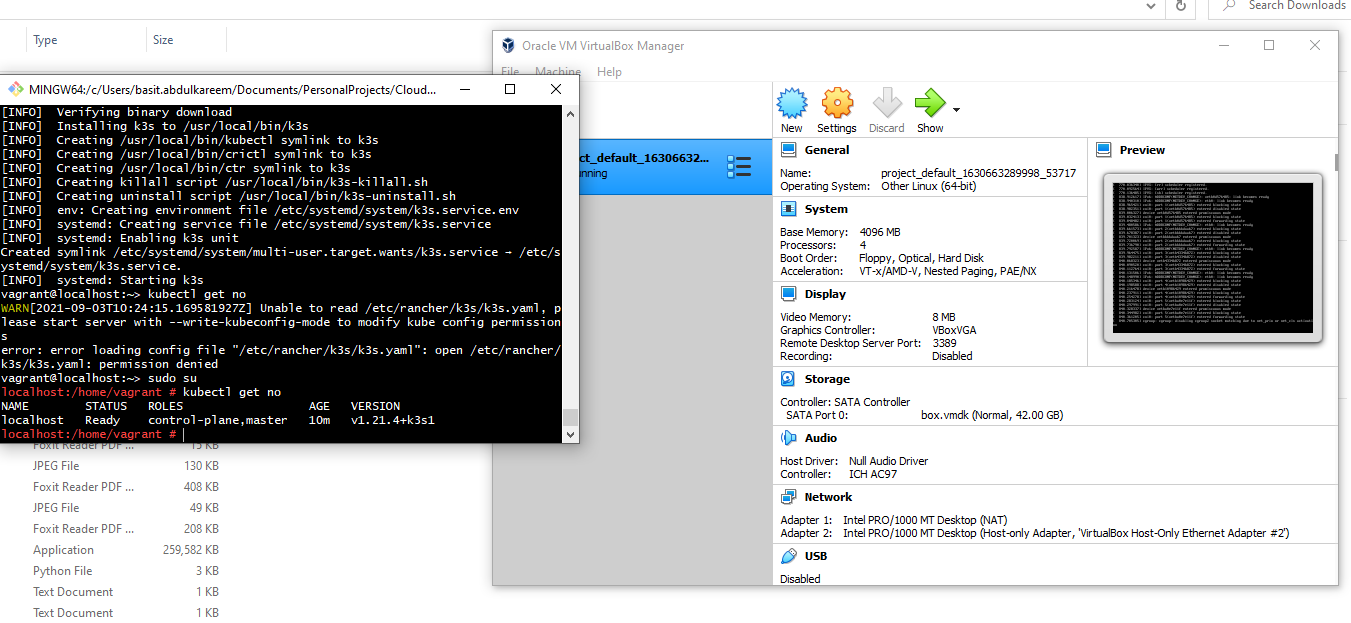 Search Downloads
Type
Size
Oracle VM VirtualBox Manager
File Machine Help
MINGW64:/c/Users/basit.abdulkareem/Documents/PersonalProjects/Cloud...
[INFO] Verifying binary download
[INFO] Installing k3s to /usr/local/bin/k3s
[INFO] Creating /usr/local/bin/kubectl symlink to k3s
[INFO] Creating /usr/local/bin/crictl symlink to k3s
[INFO] Creating /usr/local/bin/ctr symlink to k3s
[INFO] Creating killall script /usr/local/bin/k3s-killall.sh
[INFO] Creating uninstall script /usr/local/bin/k3s-uninstall.sh
[INFO] env: Creating environment file /etc/systemd/system/k3s.service.env
[INFO] systemd: Creating service file /etc/systemd/system/k3s.service
[INFO] systemd: Enabling k3s unit
Created symlink /etc/systemd/system/multi-user.target.wants/k3s.service → /etc/s
ystemd/system/k3s.service.
[INFO] systemd: Starting k3s
vagrant@localhost:~> kubectl get no
WARN[2021-09-03T10:24:15.169581927Z] Unable to read /etc/rancher/k3s/k3s.yaml, p
lease start server with --write-kubeconfig-mode to modify kube config permission
s
error: error loading config file "/etc/rancher/k3s/k3s.yaml": open /etc/rancher/
k3s/k3s.yaml: permission denied
vagrant@localhost:~> sudo su
localhost:/home/vagrant # kubectl get no
NAME STATUS ROLES AGE VERSION
localhost Ready control-plane,master 10m v1.21.4+k3s1
localhost:/home/vagrant #
Foxit Reader PDF ... 15 KB
JPEG File 130 KB
Foxit Reader PDF ... 408 KB
JPEG File 49 KB
Foxit Reader PDF ... 208 KB
Application 259,582 KB
Python File 3 KB
Text Document 1 KB
Text Document 1 KB
ct_default_16306632...
nning
New Settings Discard Show
General
Name: project_default_1630663289998_53717
Operating System: Other Linux (64-bit)
System
Base Memory: 4096 MB
Processors: 4
Boot Order: Floppy, Optical, Hard Disk
Acceleration: VT-x/AMD-V, Nested Paging, PAE/NX
Display
Video Memory: 8 MB
Graphics Controller: VBoxVGA
Remote Desktop Server Port: 3389
Recording: Disabled
Storage
Controller: SATA Controller
SATA Port 0: box.vmdk (Normal, 42.00 GB)
Audio
Host Driver: Null Audio Driver
Controller: ICH AC97
Network
Adapter 1: Intel PRO/1000 MT Desktop (NAT)
Adapter 2: Intel PRO/1000 MT Desktop (Host-only Adapter, 'VirtualBox Host-Only Ethernet Adapter #2')
USB
Disabled
Preview